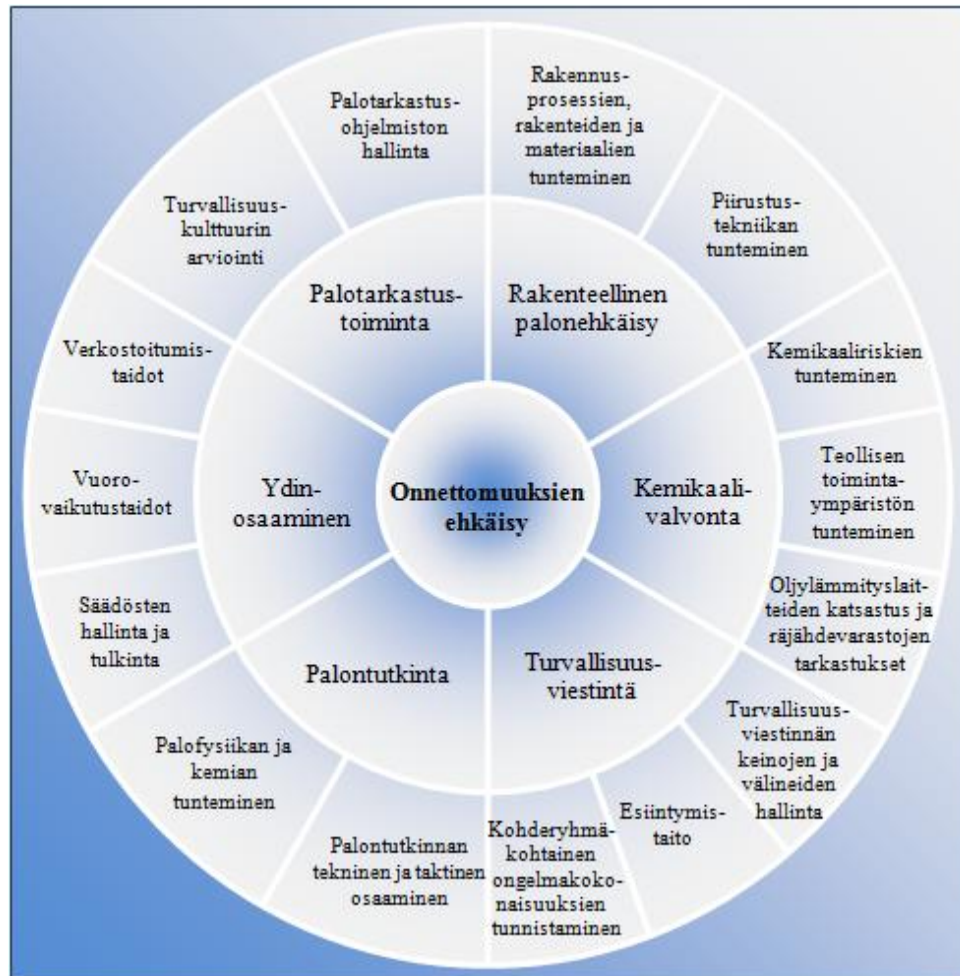 Onnettomuuksien
ehkäisy
Palotarkastus-
toiminta
Rakenteellinen
palonehkäisy
Kemikaali-
valvonta
Turvallisuus-
viestintä
Palontutkinta
Ydin-
osaaminen
Palotarkastus-
ohjelmiston
hallinta
Rakennus-
prosessien,
rakenteiden ja
materiaalien
tunteminen
Piirustus-
tekniikan
tunteminen
Kemikaaliriskien
tunteminen
Teollisen
toiminta-
ympäristön
tunteminen
Oljylämmityslait-
teiden katsastus ja
räjähdevarastojen
tarkastukset
Turvallisuus-
viestinnän
keinojen ja
välineiden
hallinta
Esiintymis-
taito
Kohderyhmä-
kohtainen
ongelmakoko-
naisuuksien
tunnistaminen
Palontutkinnan
tekninen ja taktinen
osaaminen
Palofysiikan ja
kemian
tunteminen
Säädösten
hallinta ja
tulkinta
Vuoro-
vaikutustaidot
Verkostoitumis-
taidot
Turvallisuus-
kulttuurin
arviointi